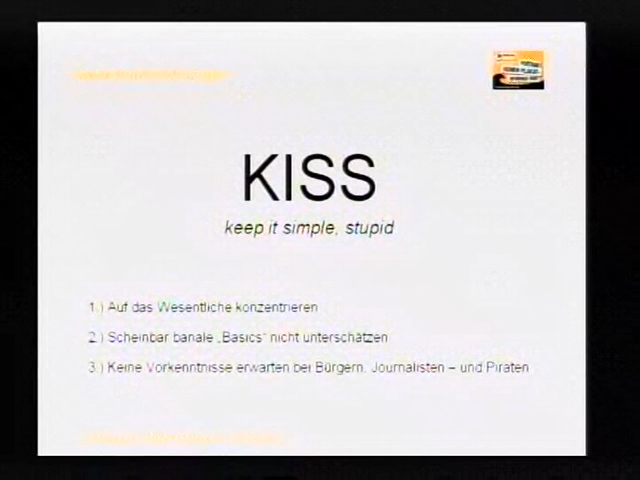 KISS
keep it simple, stupid
1.) Auf das Wesentliche konzentrieren
2.) Scheinbar banale „Basics“ nicht unterschätzen
3.) Keine Vorkenntnisse erwarten bei Bürgern, Journalisten – und Piraten